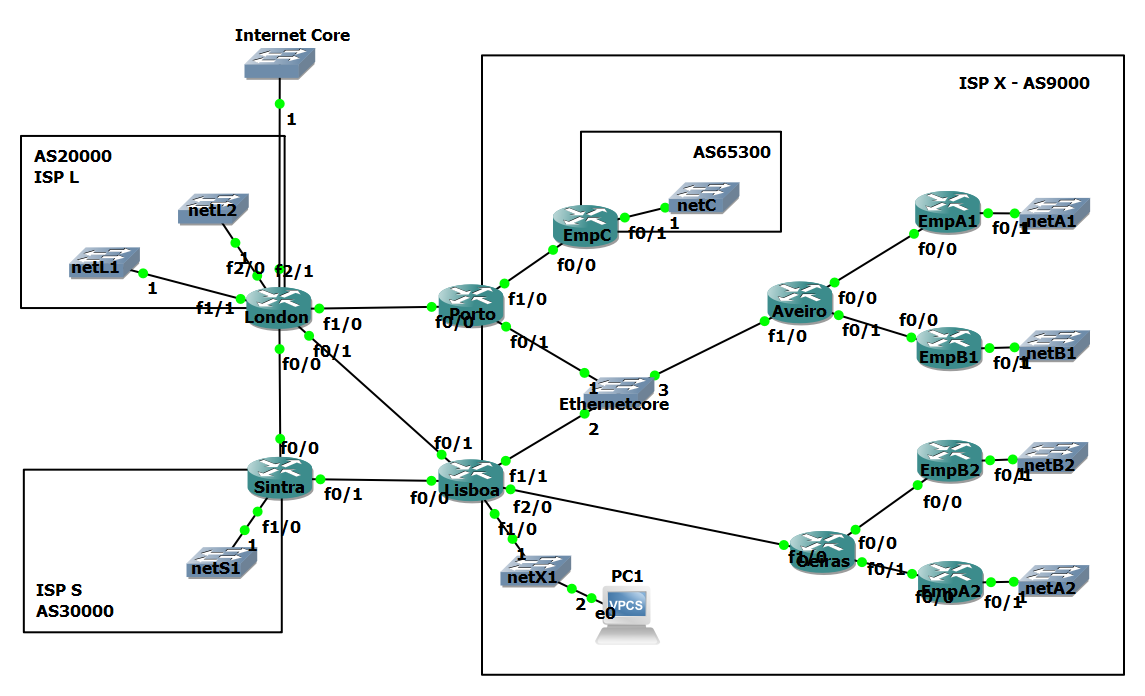 Internet Core
1
ISP X - AS9000
AS20000
ISP L
AS65300
netL2
1
netC
1
f0/1
EmpC
f0/0
EmpA1
f0/0
f0/1
1
netA1
netL1
1
f2/0
f2/1
f1/1
London
f1/0
f0/1
f0/0
f1/0
Porto
f0/0
f0/1
Aveiro
f0/0
f0/1
f1/0
f0/0
EmpB1
f0/1
1
netB1
1
3
Ethernetcore
2
f0/0
Sintra
f0/1
f1/0
1
netS1
f0/1
Lisboa
f0/0
f1/1
f2/0
f1/0
1
netX1
2
PC1
VPCS
e0
EmpB2
f0/0
f0/1
1
netB2
f1/0
Oeiras
f0/0
f0/1
f0/0
EmpA2
f0/1
1
netA2
ISP S
AS30000